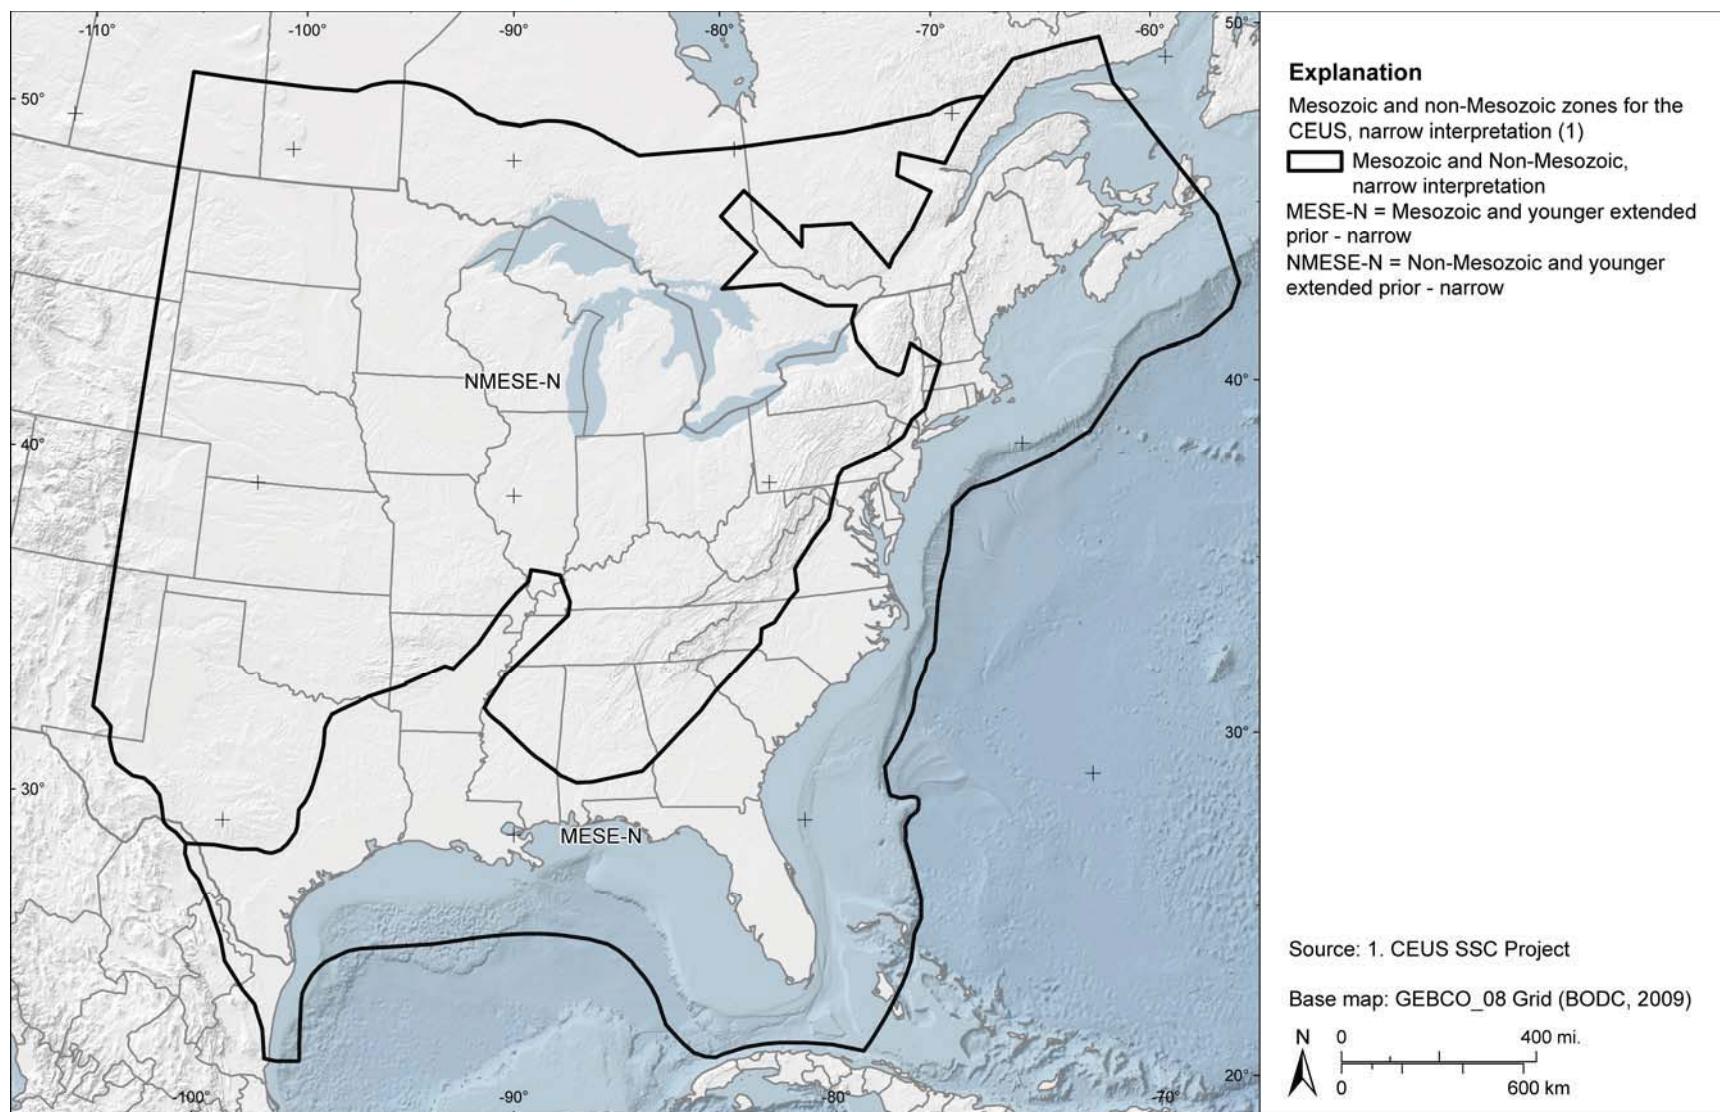 -110° -100° -90° -80° -70° -60° 50°
50°
40°
40°
30°
30°
20°
-100° -90° -80° -70°
NMESE-N
MESE-N
Explanation
Mesozoic and non-Mesozoic zones for the
CEUS, narrow interpretation (1)
Mesozoic and Non-Mesozoic,
narrow interpretation
MESE-N = Mesozoic and younger extended
prior - narrow
NMESE-N = Non-Mesozoic and younger
extended prior - narrow
Source: 1. CEUS SSC Project
Base map: GEBCO_08 Grid (BODC, 2009)
N 0 400 mi.
0 600 km